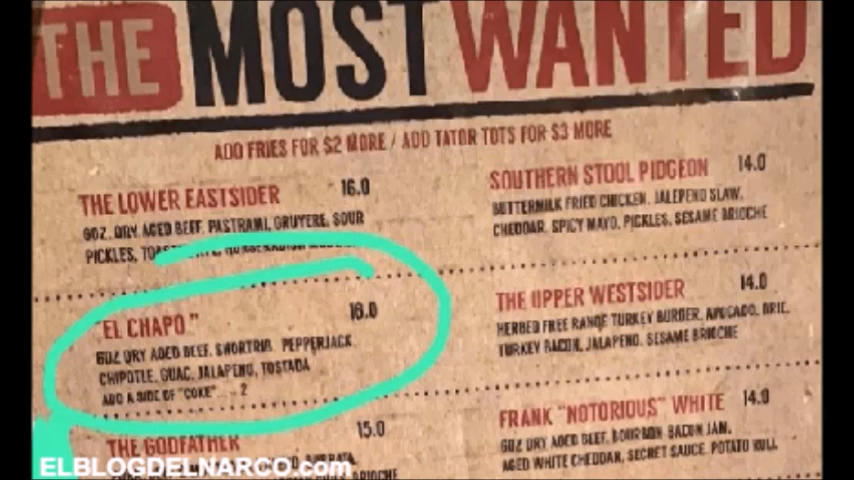 THE MOST WANTED
ADD FRIES FOR $2 MORE / ADD TATOR TOTS FOR $3 MORE
THE LOWER EASTSIDER 16.0
6OZ. DRY AGED BEEF, PASTRAMI, GRUYERE, SOUR
PICKLES,
"EL CHAPO" 18.0
6OZ DRY AGED BEEF, SHORTRIB, PEPPERJACK
CHIPOTLE, GUAC, JALAPENO, TOSTADA
ADD A SIDE OF "COKE"... 2
THE GODFATHER 15.0
BRIOCHE
SOUTHERN STOOL PIDGEON 14.0
BUTTERMILK FRIED CHICKEN, JALEPENO SLAW,
CHEDDAR, SPICY MAYO, PICKLES, SESAME BRIOCHE
THE UPPER WESTSIDER 14.0
HERBED FREE RANGE TURKEY BURGER, AVOCADO, BRIE,
TURKEY BACON, JALAPENO, SESAME BRIOCHE
FRANK "NOTORIOUS" WHITE 14.0
6OZ DRY AGED BEEF, BOURBON BACON JAM,
AGED WHITE CHEDDAR, SECRET SAUCE, POTATO ROLL
ELBLOGDELNARCO.com